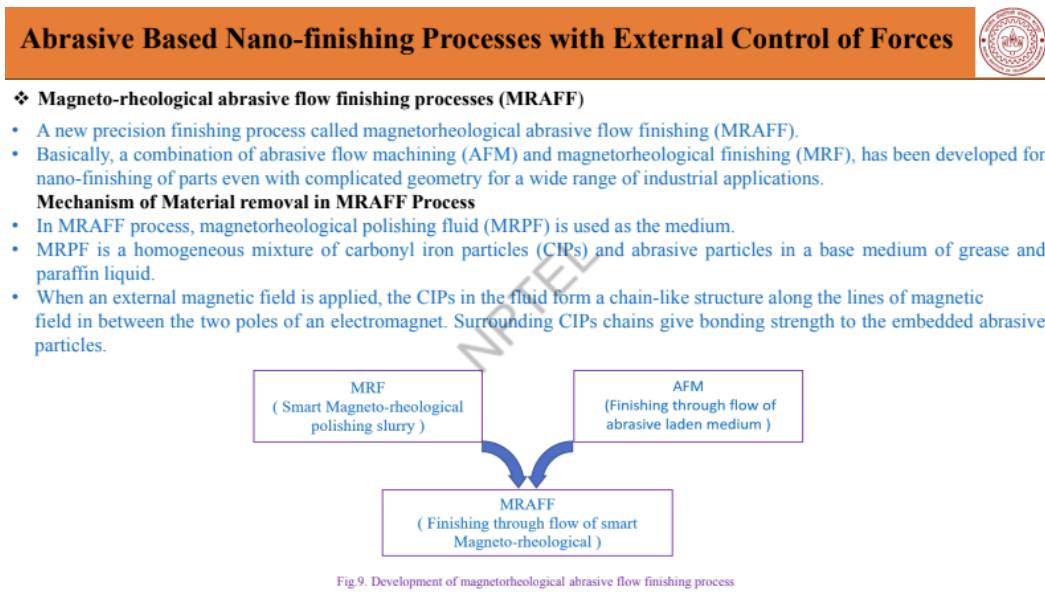 Abrasive Based Nano-finishing Processes with External Control of Forces
❖ Magneto-rheological abrasive flow finishing processes (MRAFF)
• A new precision finishing process called magnetorheological abrasive flow finishing (MRAFF).
• Basically, a combination of abrasive flow machining (AFM) and magnetorheological finishing (MRF), has been developed for
nano-finishing of parts even with complicated geometry for a wide range of industrial applications.
Mechanism of Material removal in MRAFF Process
• In MRAFF process, magnetorheological polishing fluid (MRPF) is used as the medium.
• MRPF is a homogeneous mixture of carbonyl iron particles (CIPs) and abrasive particles in a base medium of grease and
paraffin liquid.
• When an external magnetic field is applied, the CIPs in the fluid form a chain-like structure along the lines of magnetic
field in between the two poles of an electromagnet. Surrounding CIPs chains give bonding strength to the embedded abrasive
particles.
NPTEL
MRF
( Smart Magneto-rheological
polishing slurry )
AFM
(Finishing through flow of
abrasive laden medium )
MRAFF
( Finishing through flow of smart
Magneto-rheological )
Fig.9. Development of magnetorheological abrasive flow finishing process